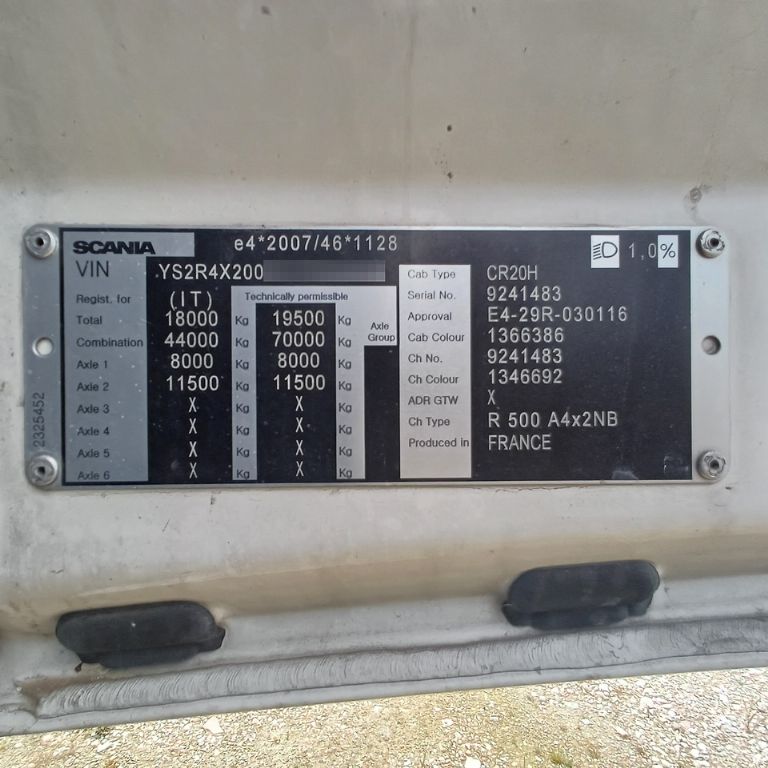 SCANIA e4*2007/46*1128 1,0%
VIN YS2R4X200
Regist. for (IT) Technically permissible
Total 18000 Kg 19500 Kg Axle Group
Combination 44000 Kg 70000 Kg
Axle 1 8000 Kg 8000 Kg
Axle 2 11500 Kg 11500 Kg
Axle 3 X Kg X Kg
Axle 4 X Kg X Kg
Axle 5 X Kg X Kg
Axle 6 X Kg X Kg
Cab Type CR20H
Serial No. 9241483
Approval E4-29R-030116
Cab Colour 1366386
Ch No. 9241483
Ch Colour 1346692
ADR GTW X
Ch Type R 500 A4x2NB
Produced in FRANCE
2325452